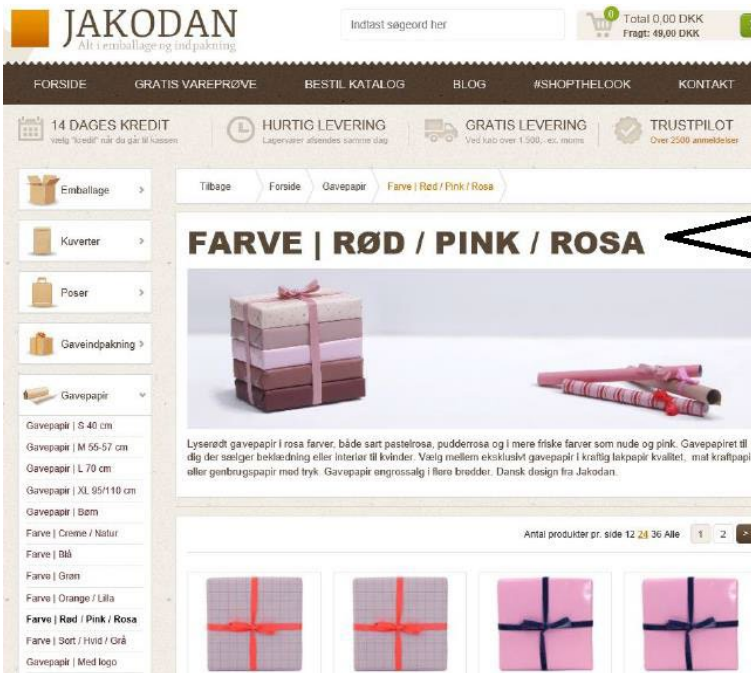 JAKODAN
Alt i emballage og indpakning
Indtast søgeord her
0
Total 0,00 DKK
Fragt: 49,00 DKK
FORSIDE GRATIS VAREPRØVE BESTIL KATALOG BLOG #SHOPTHELOOK KONTAKT
14 DAGES KREDIT
Vælg "kredit" når du går til kassen
HURTIG LEVERING
Lagervarer afsendes samme dag
GRATIS LEVERING
Ved køb over 1.500,- ex. moms
TRUSTPILOT
Over 2500 anmeldelser
Emballage
Kuverter
Poser
Gaveindpakning
Gavepapir
Gavepapir | S 40 cm
Gavepapir | M 55-57 cm
Gavepapir | L 70 cm
Gavepapir | XL 95/110 cm
Gavepapir | Børn
Farve | Creme / Natur
Farve | Blå
Farve | Grøn
Farve | Orange / Lilla
Farve | Rød / Pink / Rosa
Farve | Sort / Hvid / Grå
Gavepapir | Med logo
Tilbage Forside Gavepapir Farve | Rød / Pink / Rosa
FARVE | RØD / PINK / ROSA
Lyserødt gavepapir i rosa farver, både sart pastelrosa, pudderrosa og i mere friske farver som nude og pink. Gavepapiret til
dig der sælger beklædning eller interiør til kvinder. Vælg mellem eksklusivt gavepapir i kraftig lakpapir kvalitet, mat kraftpapi
eller genbrugspapir med tryk. Gavepapir engrossalg i flere bredder. Dansk design fra Jakodan.
Antal produkter pr. side 12 24 36 Alle 1 2 >